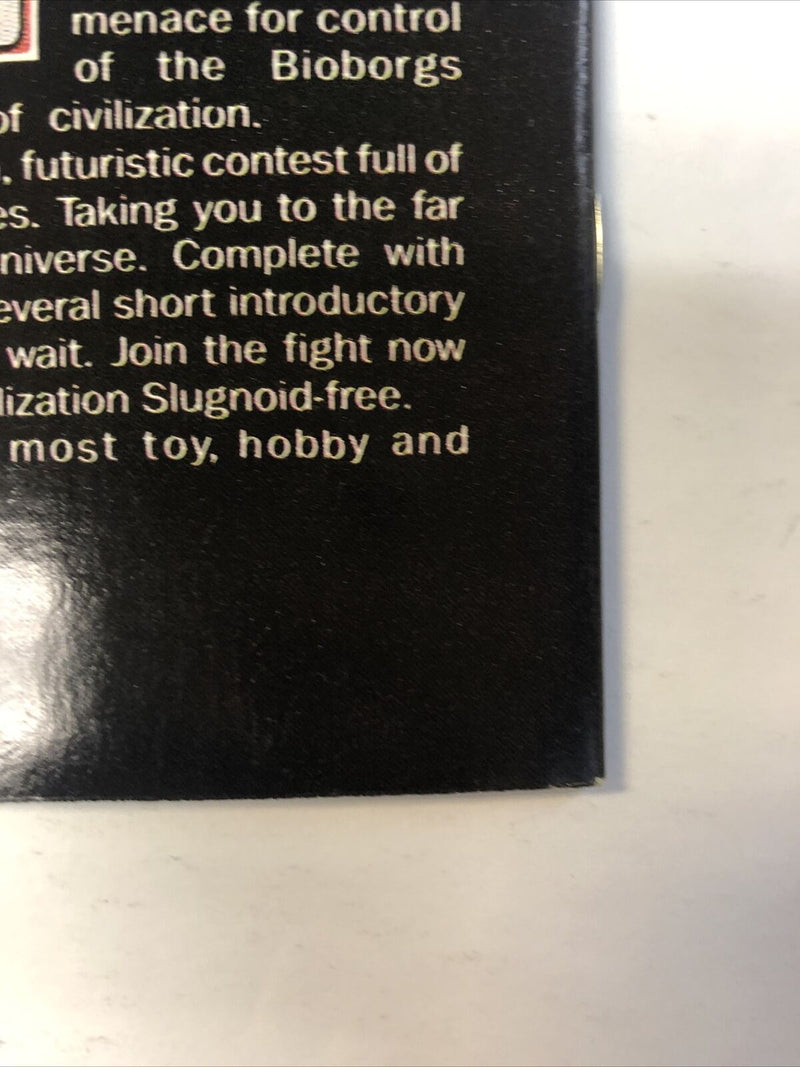 menace for control
of the Bioborgs
of civilization.
, futuristic contest full of
es. Taking you to the far
niverse. Complete with
everal short introductory
wait. Join the fight now
lization Slugnoid-free.
most toy, hobby and